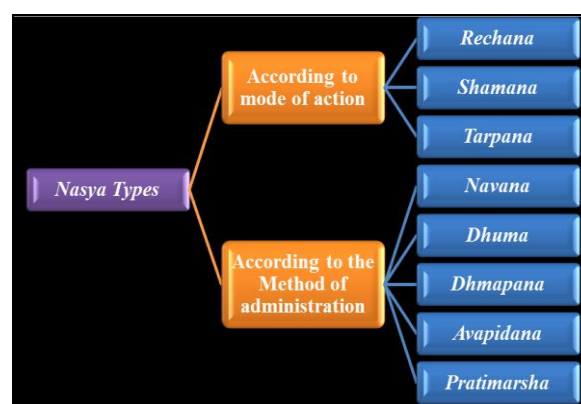 Nasya Types
According to
mode of action
Rechana
Shamana
Tarpana
According to the
Method of
administration
Navana
Dhuma
Dhmapana
Avapidana
Pratimarsha